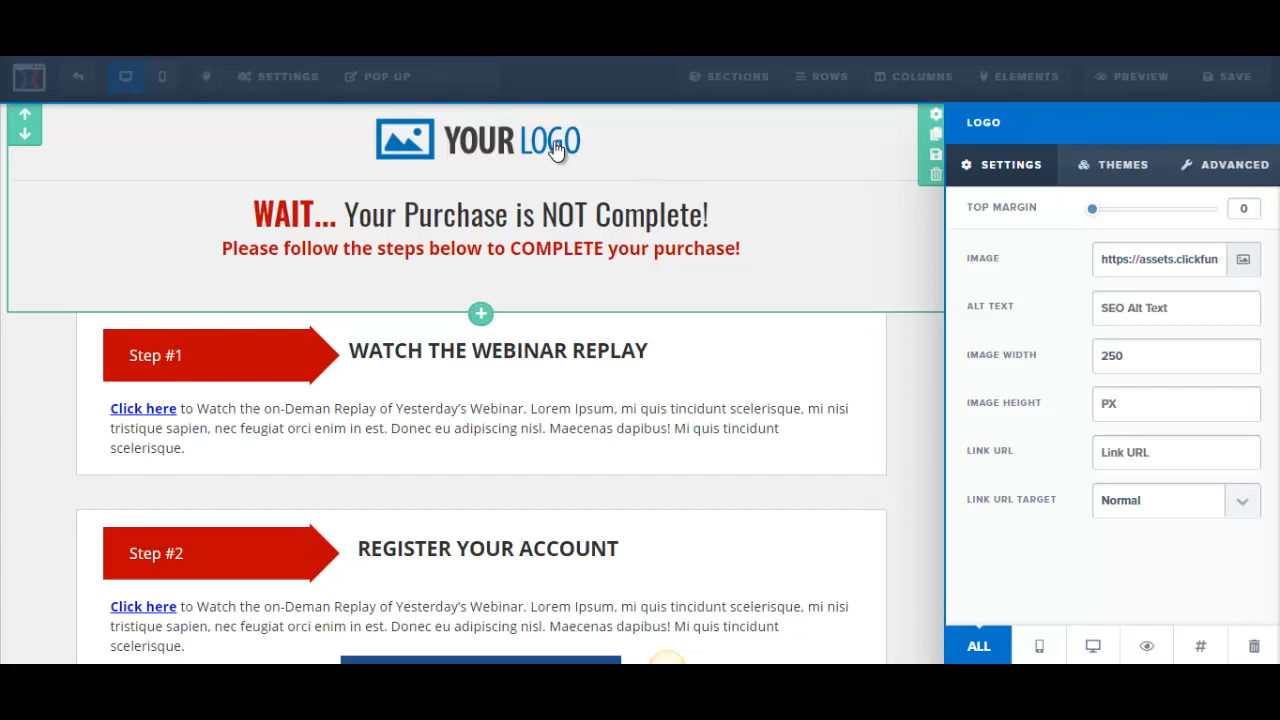 SETTINGS
POP UP
SECTIONS
ROWS
COLUMNS
ELEMENTS
PREVIEW
SAVE
YOUR LOGO
WAIT... Your Purchase is NOT Complete!
Please follow the steps below to COMPLETE your purchase!
Step #1
WATCH THE WEBINAR REPLAY
Click here to Watch the on-Deman Replay of Yesterday's Webinar. Lorem Ipsum, mi quis tincidunt scelerisque, mi nisi
tristique sapien, nec feugiat orci enim in est. Donec eu adipiscing nisl. Maecenas dapibus! Mi quis tincidunt
scelerisque.
Step #2
REGISTER YOUR ACCOUNT
Click here to Watch the on-Deman Replay of Yesterday's Webinar. Lorem Ipsum, mi quis tincidunt scelerisque, mi nisi
tristique sapien, nec feugiat orci enim in est. Donec eu adipiscing nisl. Maecenas dapibus! Mi quis tincidunt
scelerisque.
LOGO
SETTINGS
THEMES
ADVANCED
TOP MARGIN
0
IMAGE
https://assets.clickfun
ALT TEXT
SEO Alt Text
IMAGE WIDTH
250
IMAGE HEIGHT
PX
LINK URL
Link URL
LINK URL TARGET
Normal
ALL
#